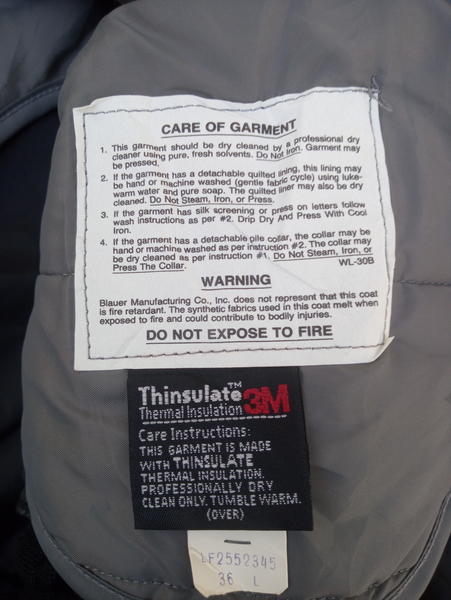 CARE OF GARMENT
1. This garment should be dry cleaned by a professional dry
cleaner using pure, fresh solvents. Do Not Iron. Garment may
be pressed.
2. If the garment has a detachable quilted lining, this lining may
be hand or machine washed (gentle fabric cycle) using luke-
warm water and pure soap. The quilted liner may also be dry
cleaned. Do Not Steam, Iron, or Press.
3. If the garment has silk screening or press on letters follow
wash instructions as per #2. Drip Dry And Press With Cool
Iron.
4. If the garment has a detachable pile collar, the collar may be
hand or machine washed as per instruction #2. The collar may
be dry cleaned as per instruction #1. Do Not Steam, Iron, or
Press The Collar. WL-30B
WARNING
Blauer Manufacturing Co., Inc. does not represent that this coat
is fire retardant. The synthetic fabrics used in this coat melt when
exposed to fire and could contribute to bodily injuries.
DO NOT EXPOSE TO FIRE
Thinsulate™ 3M
Thermal Insulation
Care Instructions:
THIS GARMENT IS MADE
WITH THINSULATE
THERMAL INSULATION.
PROFESSIONALLY DRY
CLEAN ONLY. TUMBLE WARM.
(OVER)
LF2552345
36 L